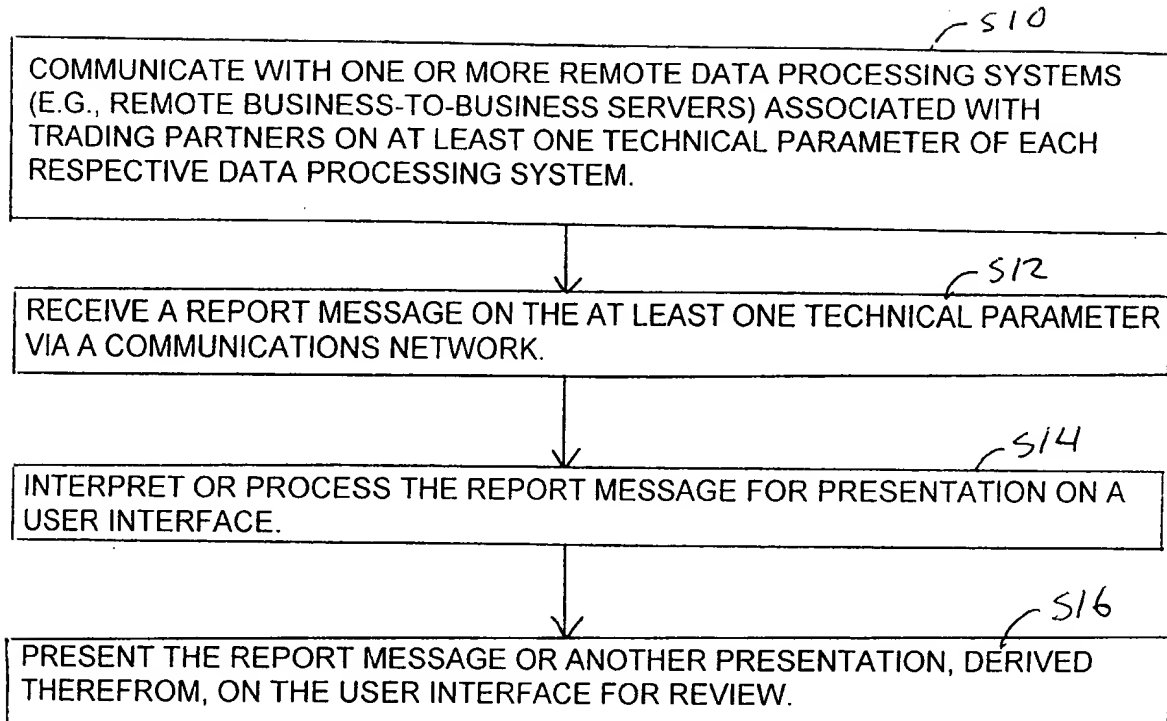 S10
COMMUNICATE WITH ONE OR MORE REMOTE DATA PROCESSING SYSTEMS
(E.G., REMOTE BUSINESS-TO-BUSINESS SERVERS) ASSOCIATED WITH
TRADING PARTNERS ON AT LEAST ONE TECHNICAL PARAMETER OF EACH
RESPECTIVE DATA PROCESSING SYSTEM.
S12
RECEIVE A REPORT MESSAGE ON THE AT LEAST ONE TECHNICAL PARAMETER
VIA A COMMUNICATIONS NETWORK.
S14
INTERPRET OR PROCESS THE REPORT MESSAGE FOR PRESENTATION ON A
USER INTERFACE.
S16
PRESENT THE REPORT MESSAGE OR ANOTHER PRESENTATION, DERIVED
THEREFROM, ON THE USER INTERFACE FOR REVIEW.